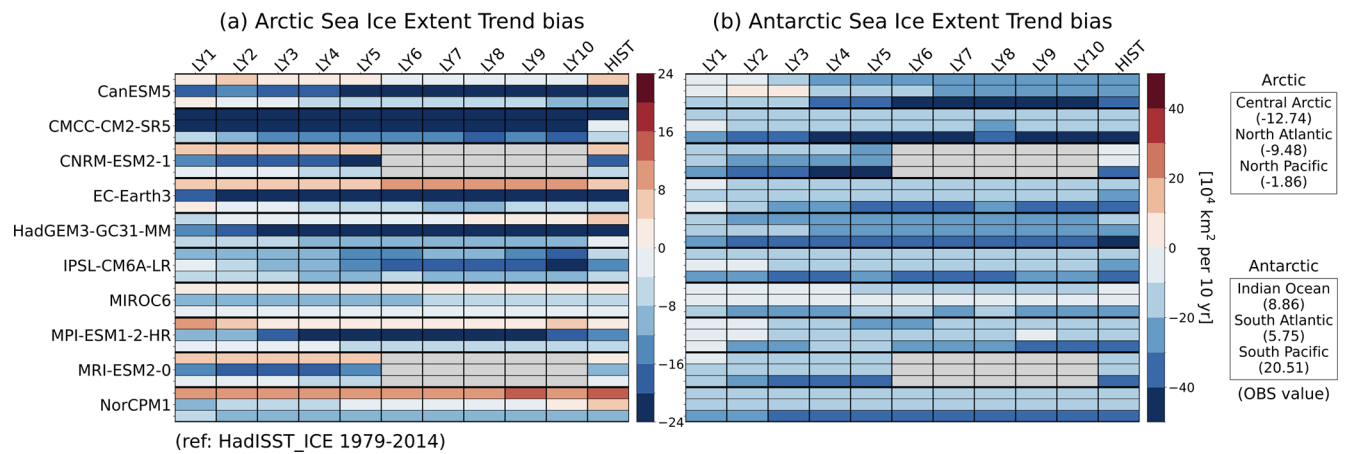 (a) Arctic Sea Ice Extent Trend bias
(b) Antarctic Sea Ice Extent Trend bias
LY1 LY2 LY3 LY4 LY5 LY6 LY7 LY8 LY9 LY10 HIST
LY1 LY2 LY3 LY4 LY5 LY6 LY7 LY8 LY9 LY10 HIST
CanESM5
CMCC-CM2-SR5
CNRM-ESM2-1
EC-Earth3
HadGEM3-GC31-MM
IPSL-CM6A-LR
MIROC6
MPI-ESM1-2-HR
MRI-ESM2-0
NorCPM1
24
16
8
0
−8
−16
−24
40
20
0
−20
−40
[10⁴ km² per 10 yr]
Arctic
Central Arctic
(-12.74)
North Atlantic
(-9.48)
North Pacific
(-1.86)
Antarctic
Indian Ocean
(8.86)
South Atlantic
(5.75)
South Pacific
(20.51)
(OBS value)
(ref: HadISST_ICE 1979-2014)